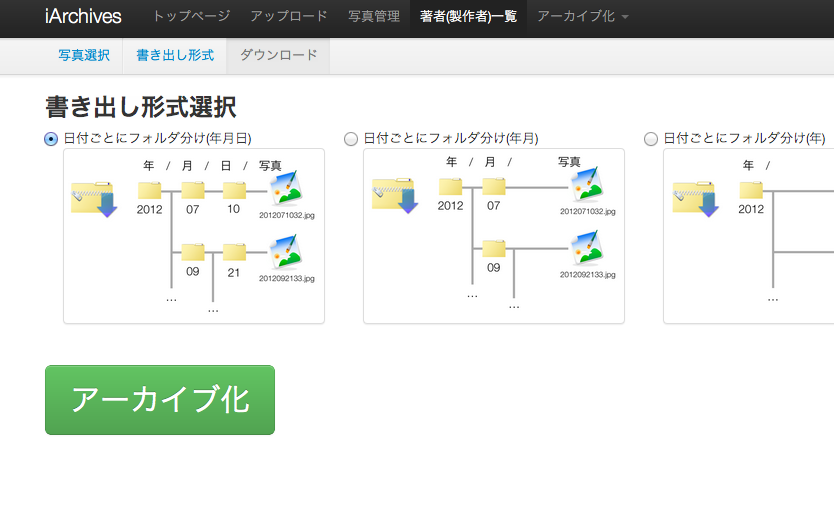 iArchives トップページ アップロード 写真管理 著者(製作者)一覧 アーカイブ化
写真選択 書き出し形式 ダウンロード
書き出し形式選択
日付ごとにフォルダ分け(年月日)
年 / 月 / 日 / 写真
2012 07 10 2012071032.jpg
09 21 2012092133.jpg
...
...
日付ごとにフォルダ分け(年月)
年 / 月 / 写真
2012 07 2012071032.jpg
09 2012092133.jpg
...
...
日付ごとにフォルダ分け(年)
年 /
2012
...
アーカイブ化